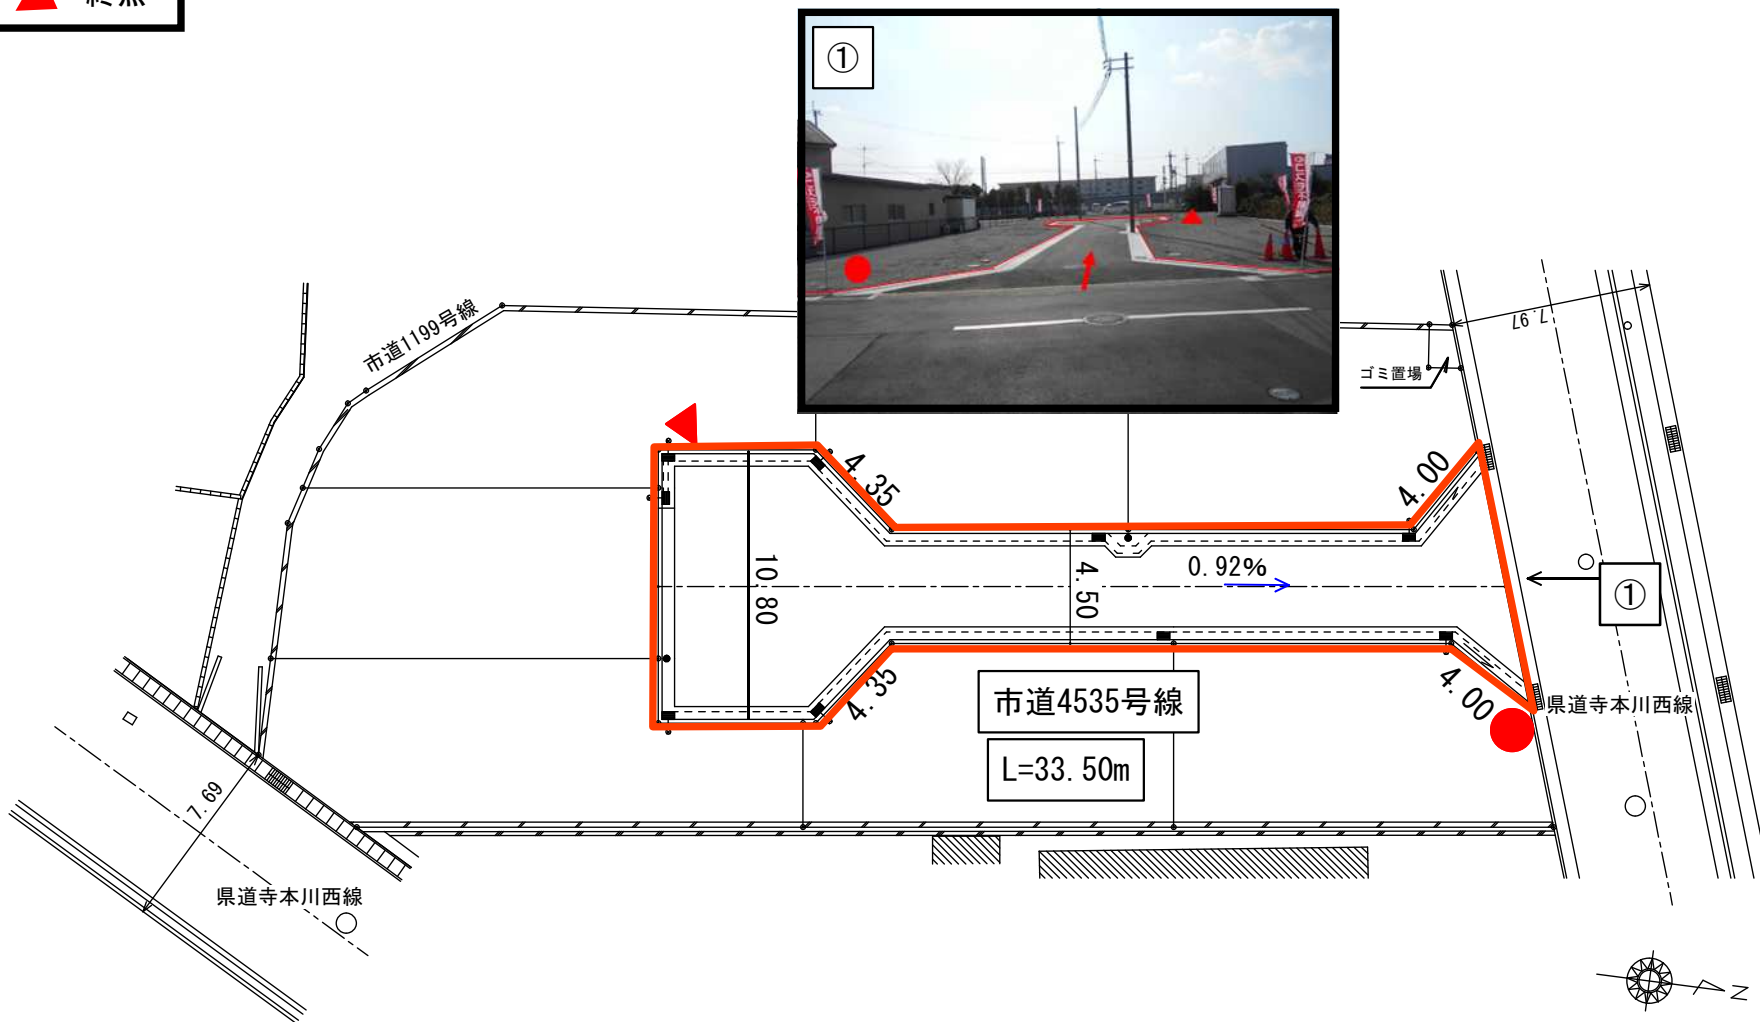 終点
①
市道1199号線
7.97
ゴミ置場
4.35
4.00
10.80
4.50
0.92%
①
4.35
4.00
市道4535号線
県道寺本川西線
L=33.50m
7.69
県道寺本川西線
N